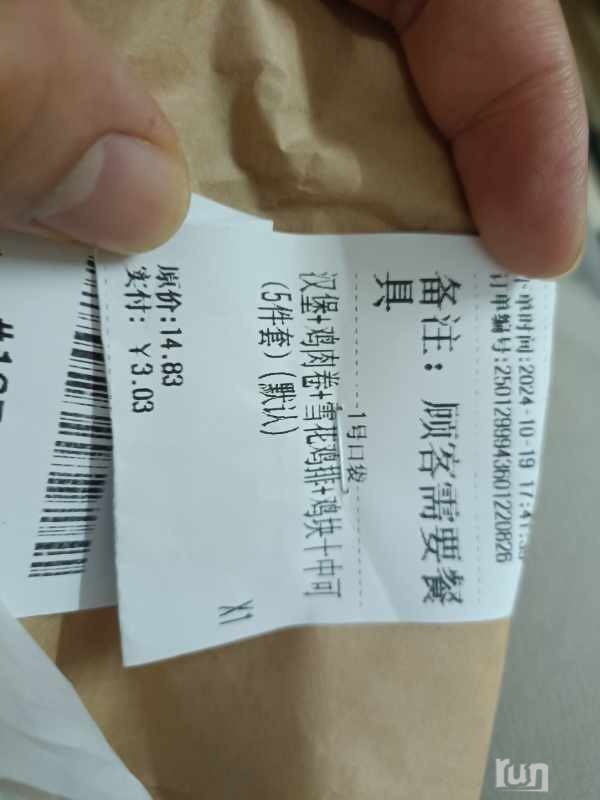 单时间:2024-10-19 17:41:
订单编号:2501299943601220826
备注: 顾客需要餐
具
1号口袋
汉堡+鸡肉卷+雪花鸡排+鸡块+中可
(5件套)(默认)
X1
原价:14.83
实付: ¥3.03
run